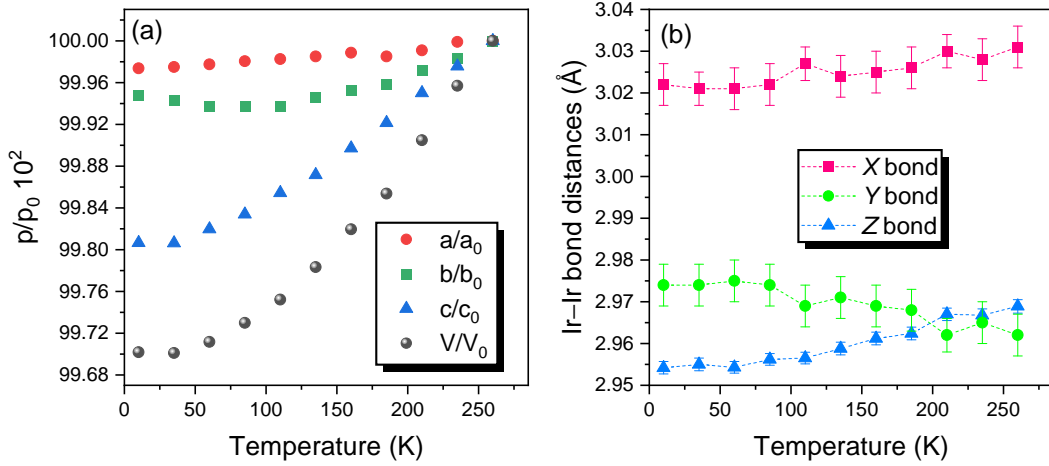 (a)
100.00
99.96
99.92
99.88
99.84
99.80
99.76
99.72
99.68
p/p₀ 10²
a/a₀
b/b₀
c/c₀
V/V₀
0 50 100 150 200 250
Temperature (K)
(b)
3.04
3.03
3.02
3.01
3.00
2.99
2.98
2.97
2.96
2.95
Ir–Ir bond distances (Å)
X bond
Y bond
Z bond
0 50 100 150 200 250
Temperature (K)